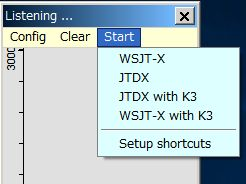 Listening ...
Config Clear Start
3000
WSJT-X
JTDX
JTDX with K3
WSJT-X with K3
Setup shortcuts